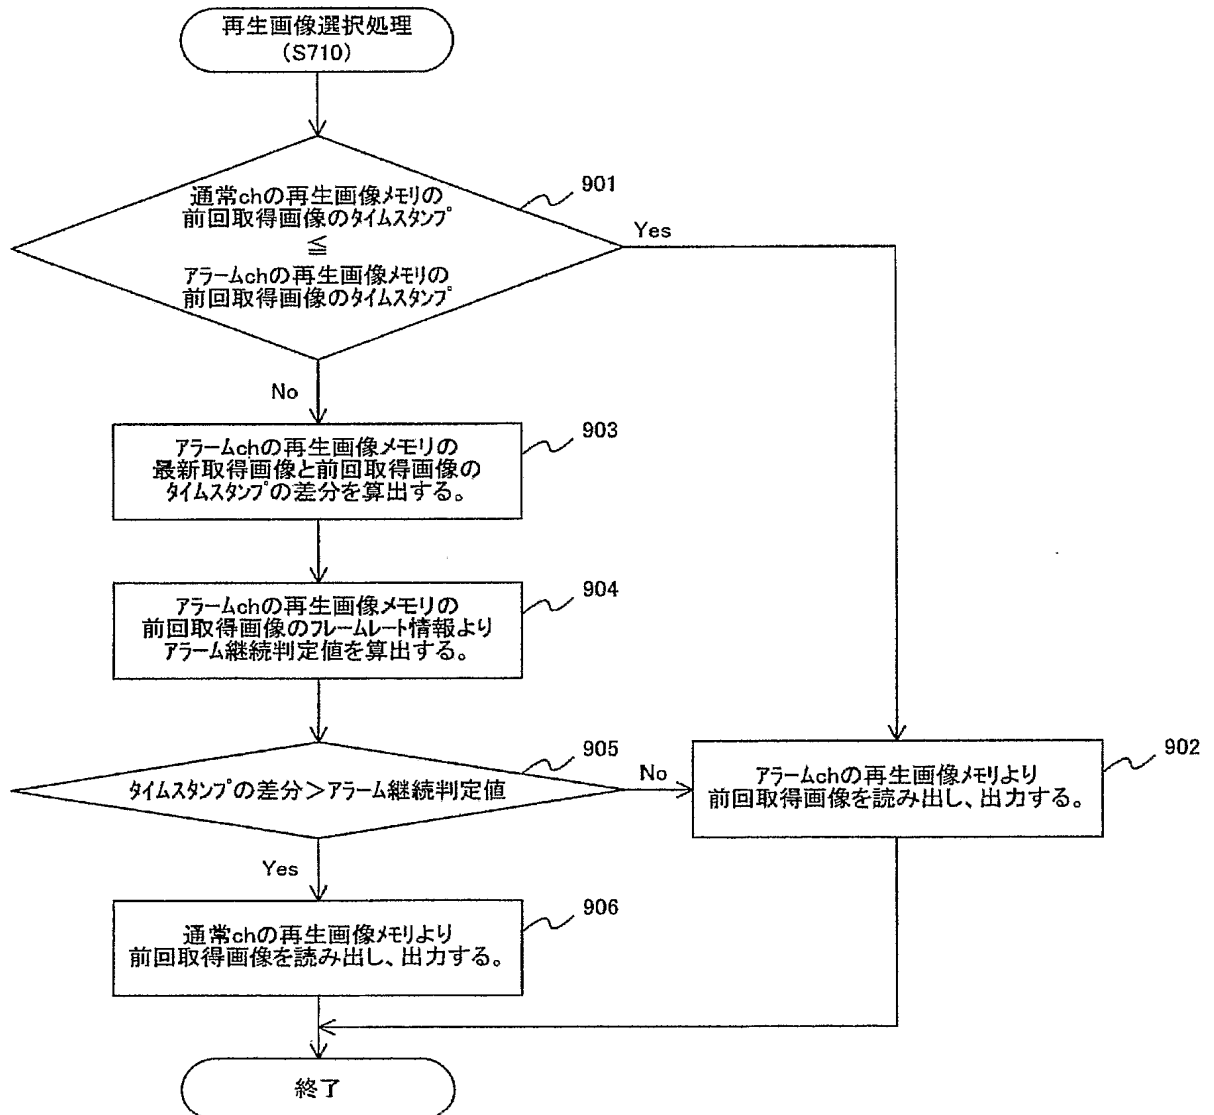 再生画像選択処理
(S710)
901
通常chの再生画像メモリの
前回取得画像のタイムスタンプ
≦
アラームchの再生画像メモリの
前回取得画像のタイムスタンプ
Yes
No
903
アラームchの再生画像メモリの
最新取得画像と前回取得画像の
タイムスタンプの差分を算出する。
904
アラームchの再生画像メモリの
前回取得画像のフレームレート情報より
アラーム継続判定値を算出する。
905
タイムスタンプの差分>アラーム継続判定値
No
902
アラームchの再生画像メモリより
前回取得画像を読み出し、出力する。
Yes
906
通常chの再生画像メモリより
前回取得画像を読み出し、出力する。
終了